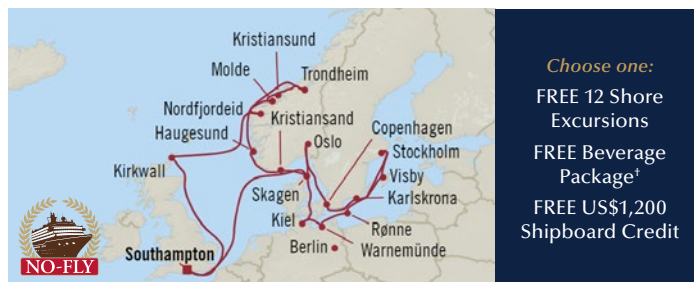 Kristiansund
Molde
Trondheim
Nordfjordeid
Kristiansand
Haugesund
Oslo
Copenhagen
Stockholm
Kirkwall
Visby
Skagen
Karlskrona
Kiel
Rønne
Berlin
Warnemünde
Southampton
NO-FLY
Choose one:
FREE 12 Shore
Excursions
FREE Beverage
Package†
FREE US$1,200
Shipboard Credit